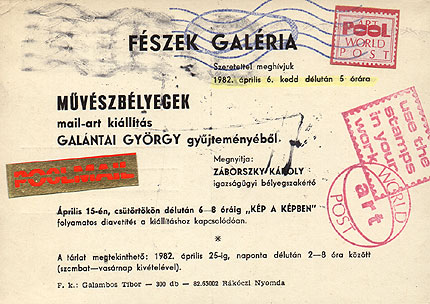 FÉSZEK GALÉRIA
ART
POOL
WORLD
POST
Szeretettel meghívjuk
1982. április 6. kedd délután 5 órára
MŰVÉSZBÉLYEGEK
mail-art kiállítás
GALÁNTAI GYÖRGY gyűjteményéből
Megnyitja:
ZÁBORSZKY KÁROLY
igazságügyi bélyegszakértő
POOLMAIL
use the
stamps
in your
work
WORLD
art
POST
Április 15-én, csütörtökön délután 6–8 óráig „KÉP A KÉPBEN”
folyamatos diavetítés a kiállításhoz kapcsolódóan.
*
A tárlat megtekinthető: 1982. április 25-ig, naponta délután 2–8 óra között
(szombat—vasárnap kivételével).
F. k.: Galambos Tibor — 300 db — 82.65002 Rákóczi Nyomda